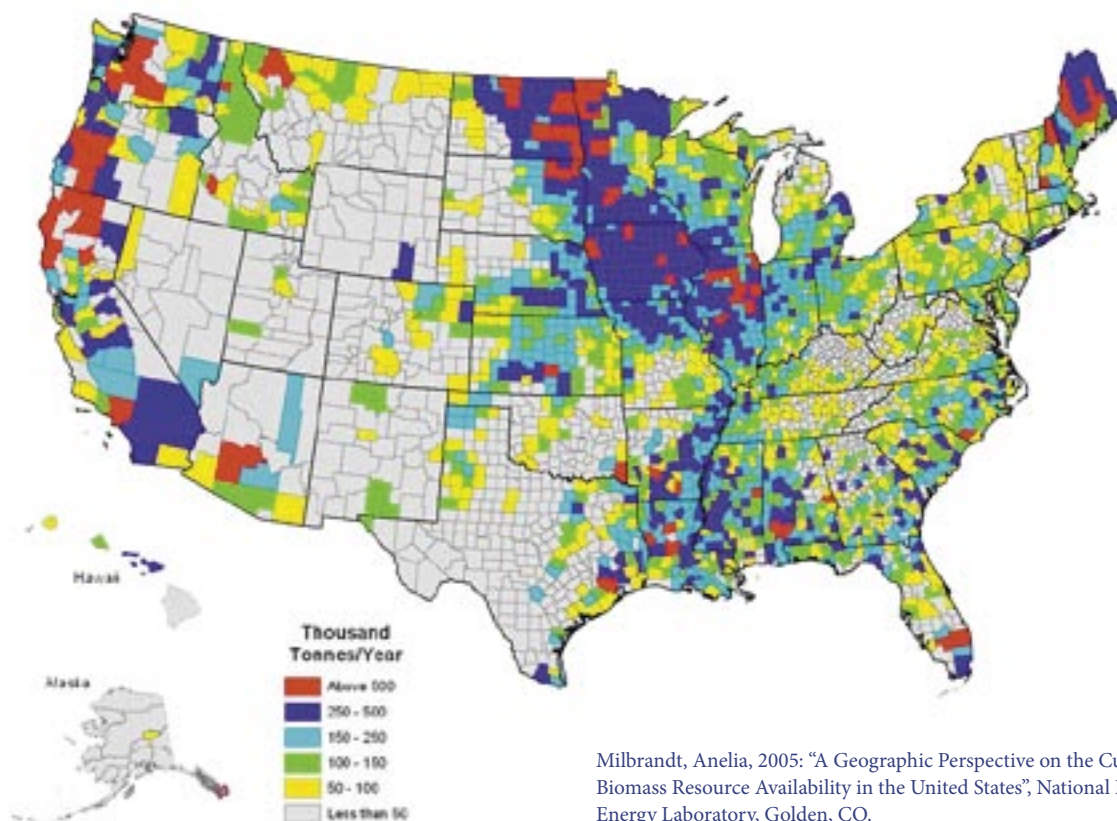 Hawaii
Alaska
Thousand
Tonnes/Year
Above 500
250 - 500
150 - 250
100 - 150
50 - 100
Less than 50
Milbrandt, Anelia, 2005: “A Geographic Perspective on the Cu
Biomass Resource Availability in the United States”, National
Energy Laboratory, Golden, CO.